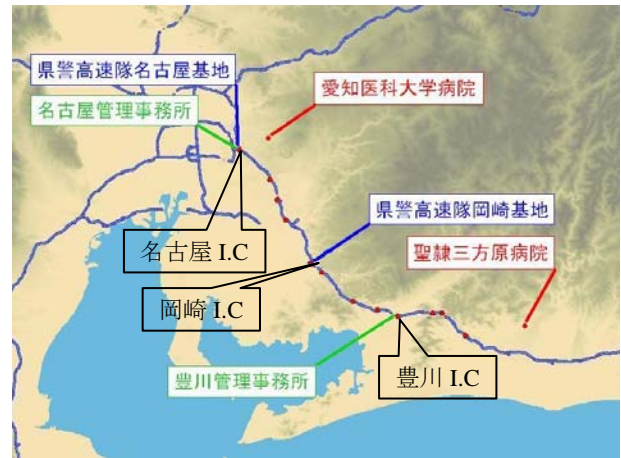 県警高速隊名古屋基地
愛知医科大学病院
名古屋管理事務所
県警高速隊岡崎基地
名古屋 I.C
聖隷三方原病院
岡崎 I.C
豊川管理事務所
豊川 I.C